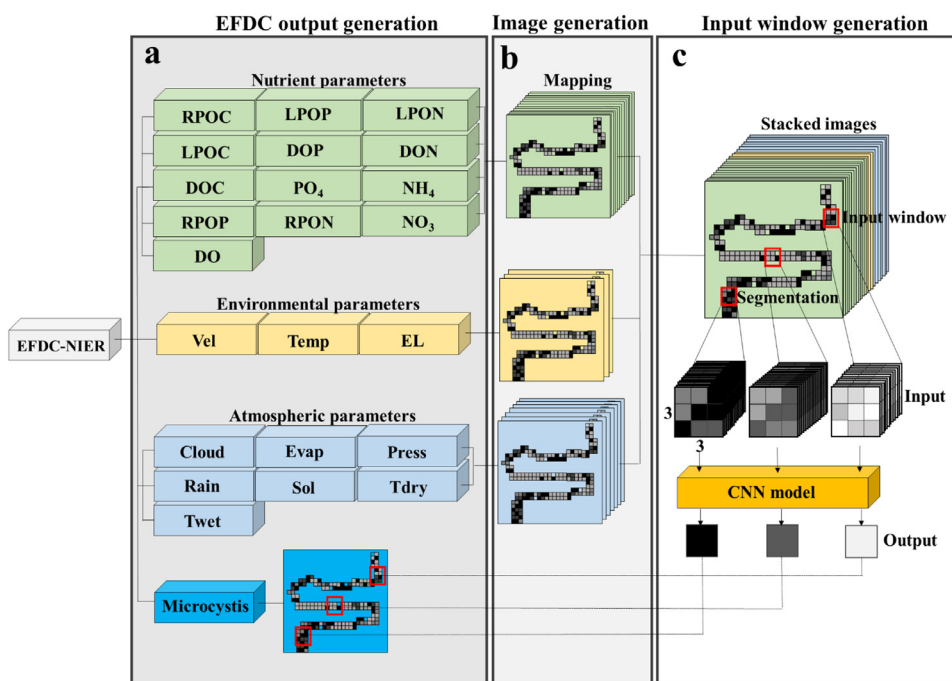 EFDC output generation
Image generation
Input window generation
a
b
c
Nutrient parameters
RPOC
LPOP
LPON
LPOC
DOP
DON
DOC
PO₄
NH₄
RPOP
RPON
NO₃
DO
Environmental parameters
Vel
Temp
EL
EFDC-NIER
Atmospheric parameters
Cloud
Evap
Press
Rain
Sol
Tdry
Twet
Microcystis
Mapping
Stacked images
Input window
Segmentation
Input
3
3
CNN model
Output